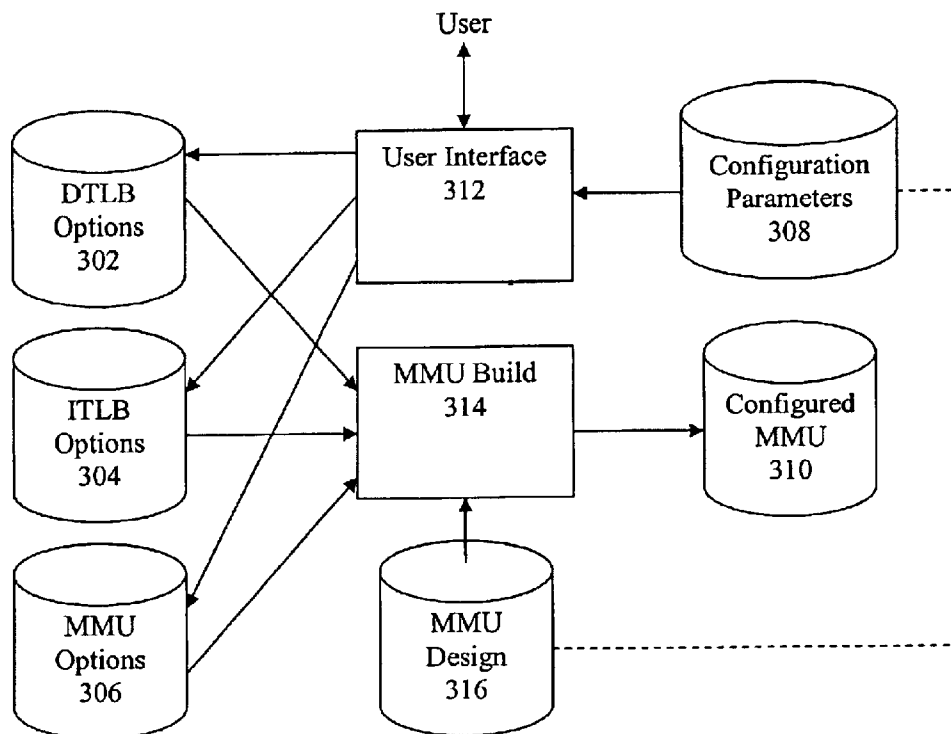 User
User Interface
312
Configuration
Parameters
308
DTLB
Options
302
ITLB
Options
304
MMU Build
314
Configured
MMU
310
MMU
Options
306
MMU
Design
316